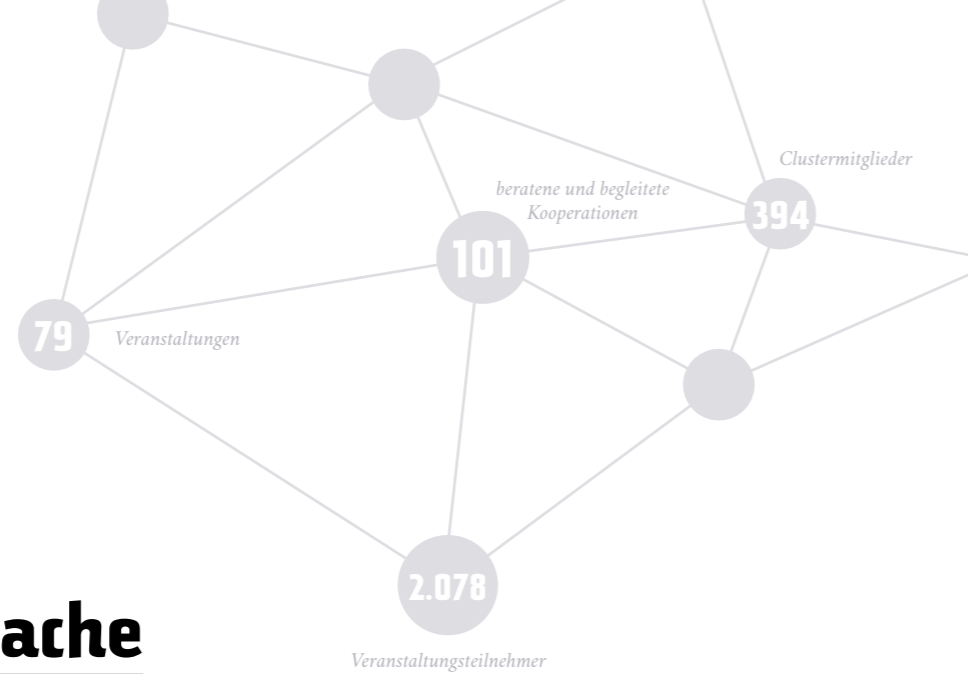 Clustermitglieder
394
beratene und begleitete
Kooperationen
101
79
Veranstaltungen
2.078
Veranstaltungsteilnehmer
ache